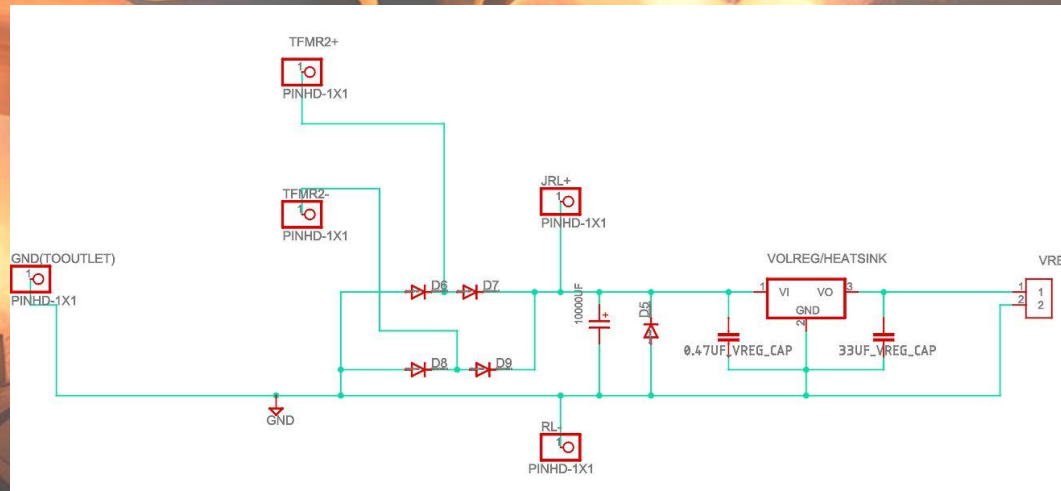 TFMR2+
1
PINHD-1X1
TFMR2-
1
PINHD-1X1
GND(TOOUTLET)
1
PINHD-1X1
JRL+
1
PINHD-1X1
D6 D7
D8 D9
10000UF
+
D5
VOLREG/HEATSINK
1 VI VO 3
GND
2
0.47UF_VREG_CAP
33UF_VREG_CAP
1 1
2 2
GND
RL-
1
PINHD-1X1